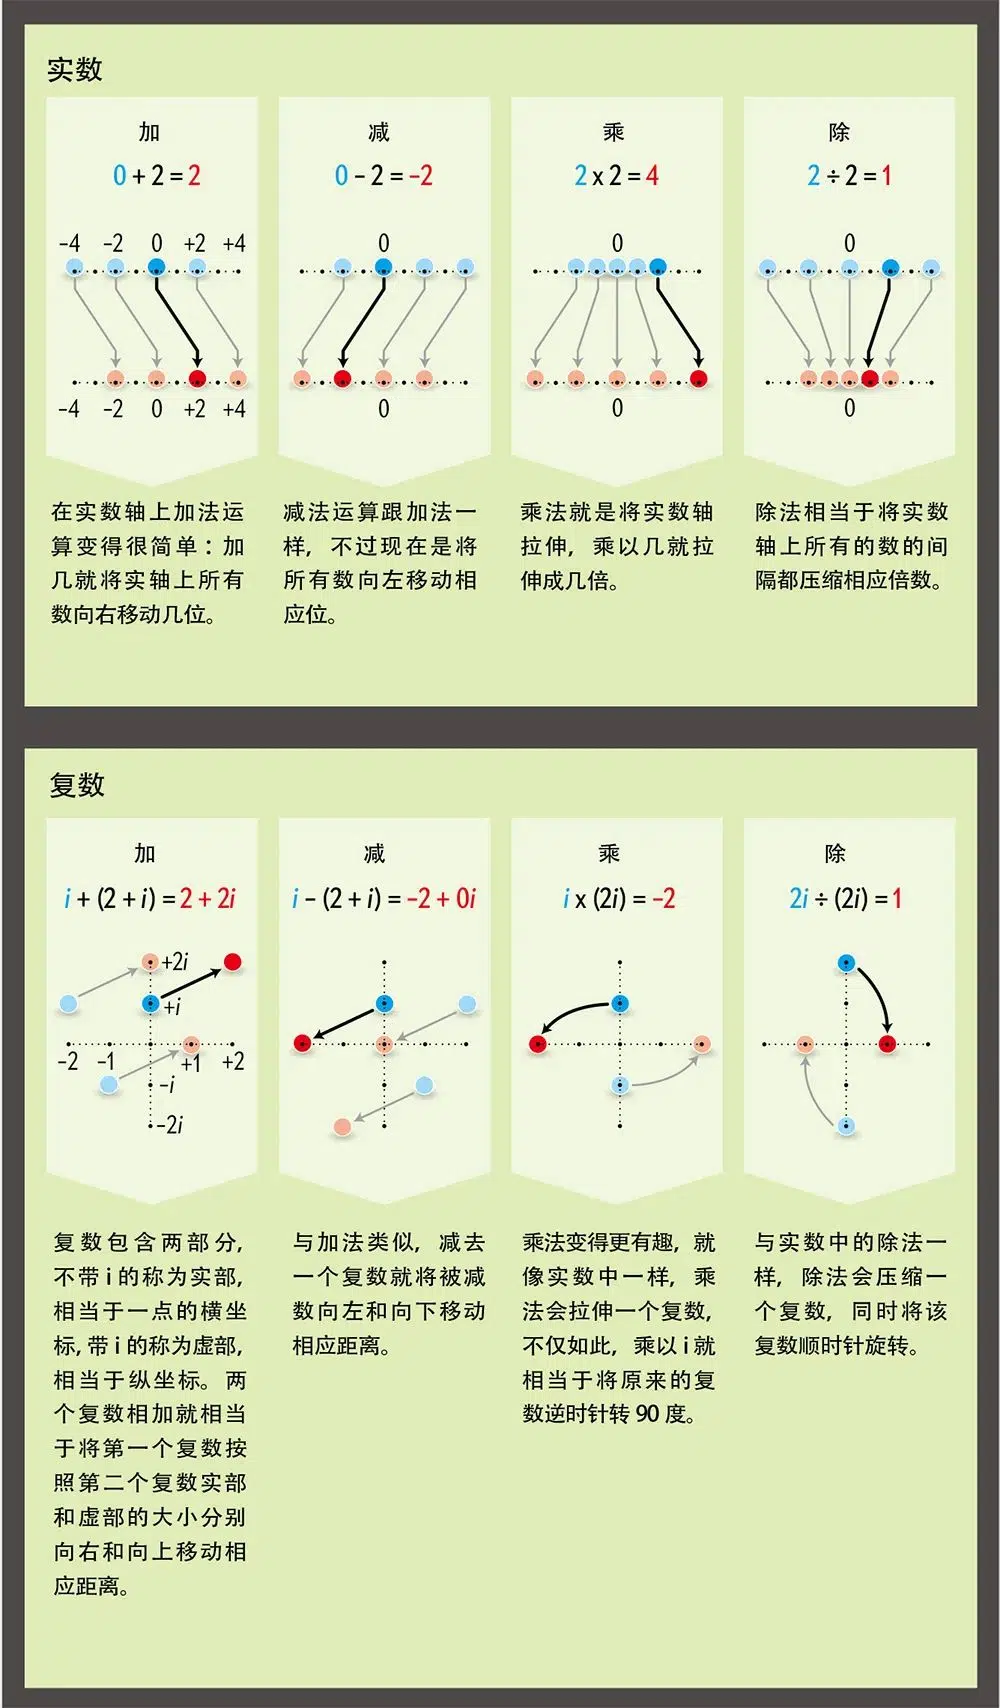 实数
加
0 + 2 = 2
–4 –2 0 +2 +4
–4 –2 0 +2 +4
在实数轴上加法运
算变得很简单：加
几就将实轴上所有
数向右移动几位。
减
0 – 2 = –2
0
0
减法运算跟加法一
样，不过现在是将
所有数向左移动相
应位。
乘
2 x 2 = 4
0
0
乘法就是将实数轴
拉伸，乘以几就拉
伸成几倍。
除
2 ÷ 2 = 1
0
0
除法相当于将实数
轴上所有的数的间
隔都压缩相应倍数。
复数
加
i + (2 + i) = 2 + 2i
+2i
+i
–2 –1 +1 +2
–i
–2i
复数包含两部分，
不带 i 的称为实部，
相当于一点的横坐
标，带 i 的称为虚部，
相当于纵坐标。两
个复数相加就相当
于将第一个复数按
照第二个复数实部
和虚部的大小分别
向右和向上移动相
应距离。
减
i – (2 + i) = –2 + 0i
与加法类似，减去
一个复数就将被减
数向左和向下移动
相应距离。
乘
i x (2i) = –2
乘法变得更有趣，就
像实数中一样，乘
法会拉伸一个复数，
不仅如此，乘以 i 就
相当于将原来的复
数逆时针转 90 度。
除
2i ÷ (2i) = 1
与实数中的除法一
样，除法会压缩一
个复数，同时将该
复数顺时针旋转。